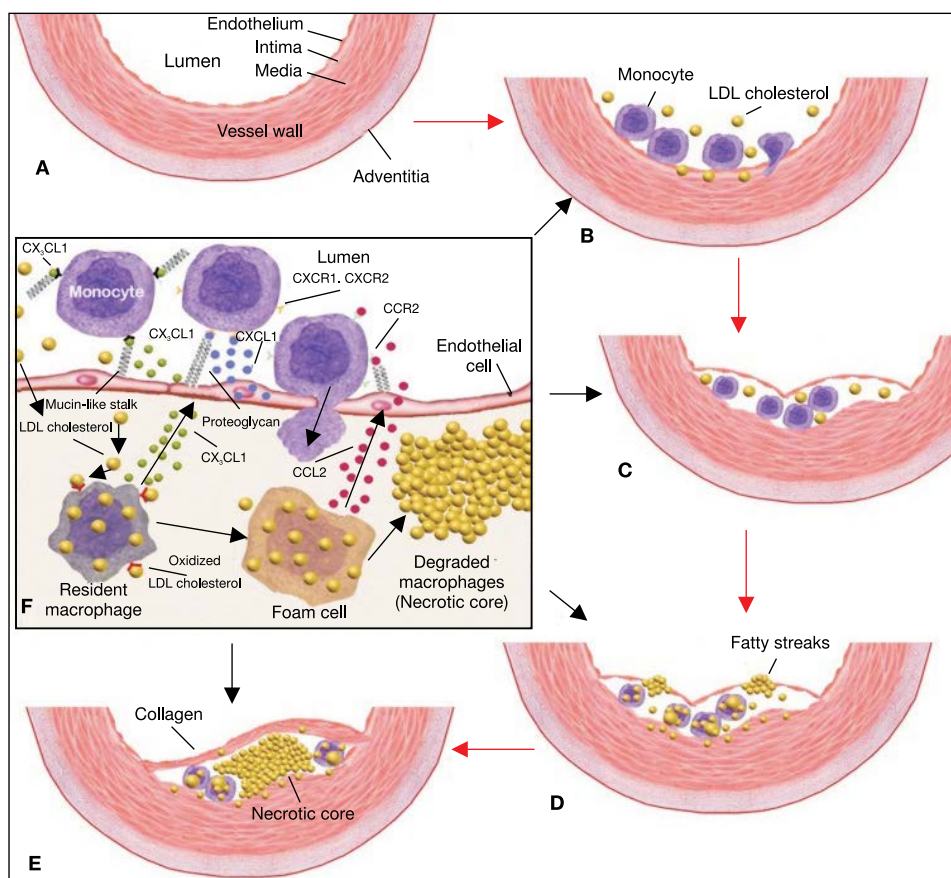 Endothelium
Intima
Media
Lumen
Vessel wall
Adventitia
A
Monocyte
LDL cholesterol
B
CX3CL1
Monocyte
Lumen
CXCR1. CXCR2
CCR2
CX3CL1
CXCL1
Endothelial
cell
Mucin-like stalk
Proteoglycan
LDL cholesterol
CX3CL1
CCL2
Oxidized
LDL cholesterol
Resident
macrophage
Foam cell
Degraded
macrophages
(Necrotic core)
F
C
Fatty streaks
D
Collagen
Necrotic core
E